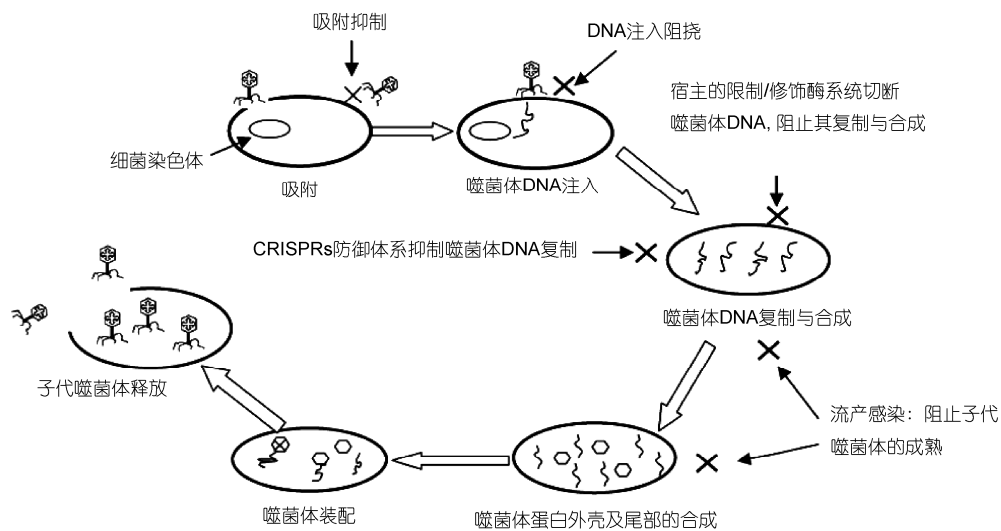 吸附抑制
DNA注入阻挠
宿主的限制/修饰酶系统切断
噬菌体DNA, 阻止其复制与合成
细菌染色体
吸附
噬菌体DNA注入
CRISPRs防御体系抑制噬菌体DNA复制
噬菌体DNA复制与合成
子代噬菌体释放
流产感染：阻止子代
噬菌体的成熟
噬菌体装配
噬菌体蛋白外壳及尾部的合成